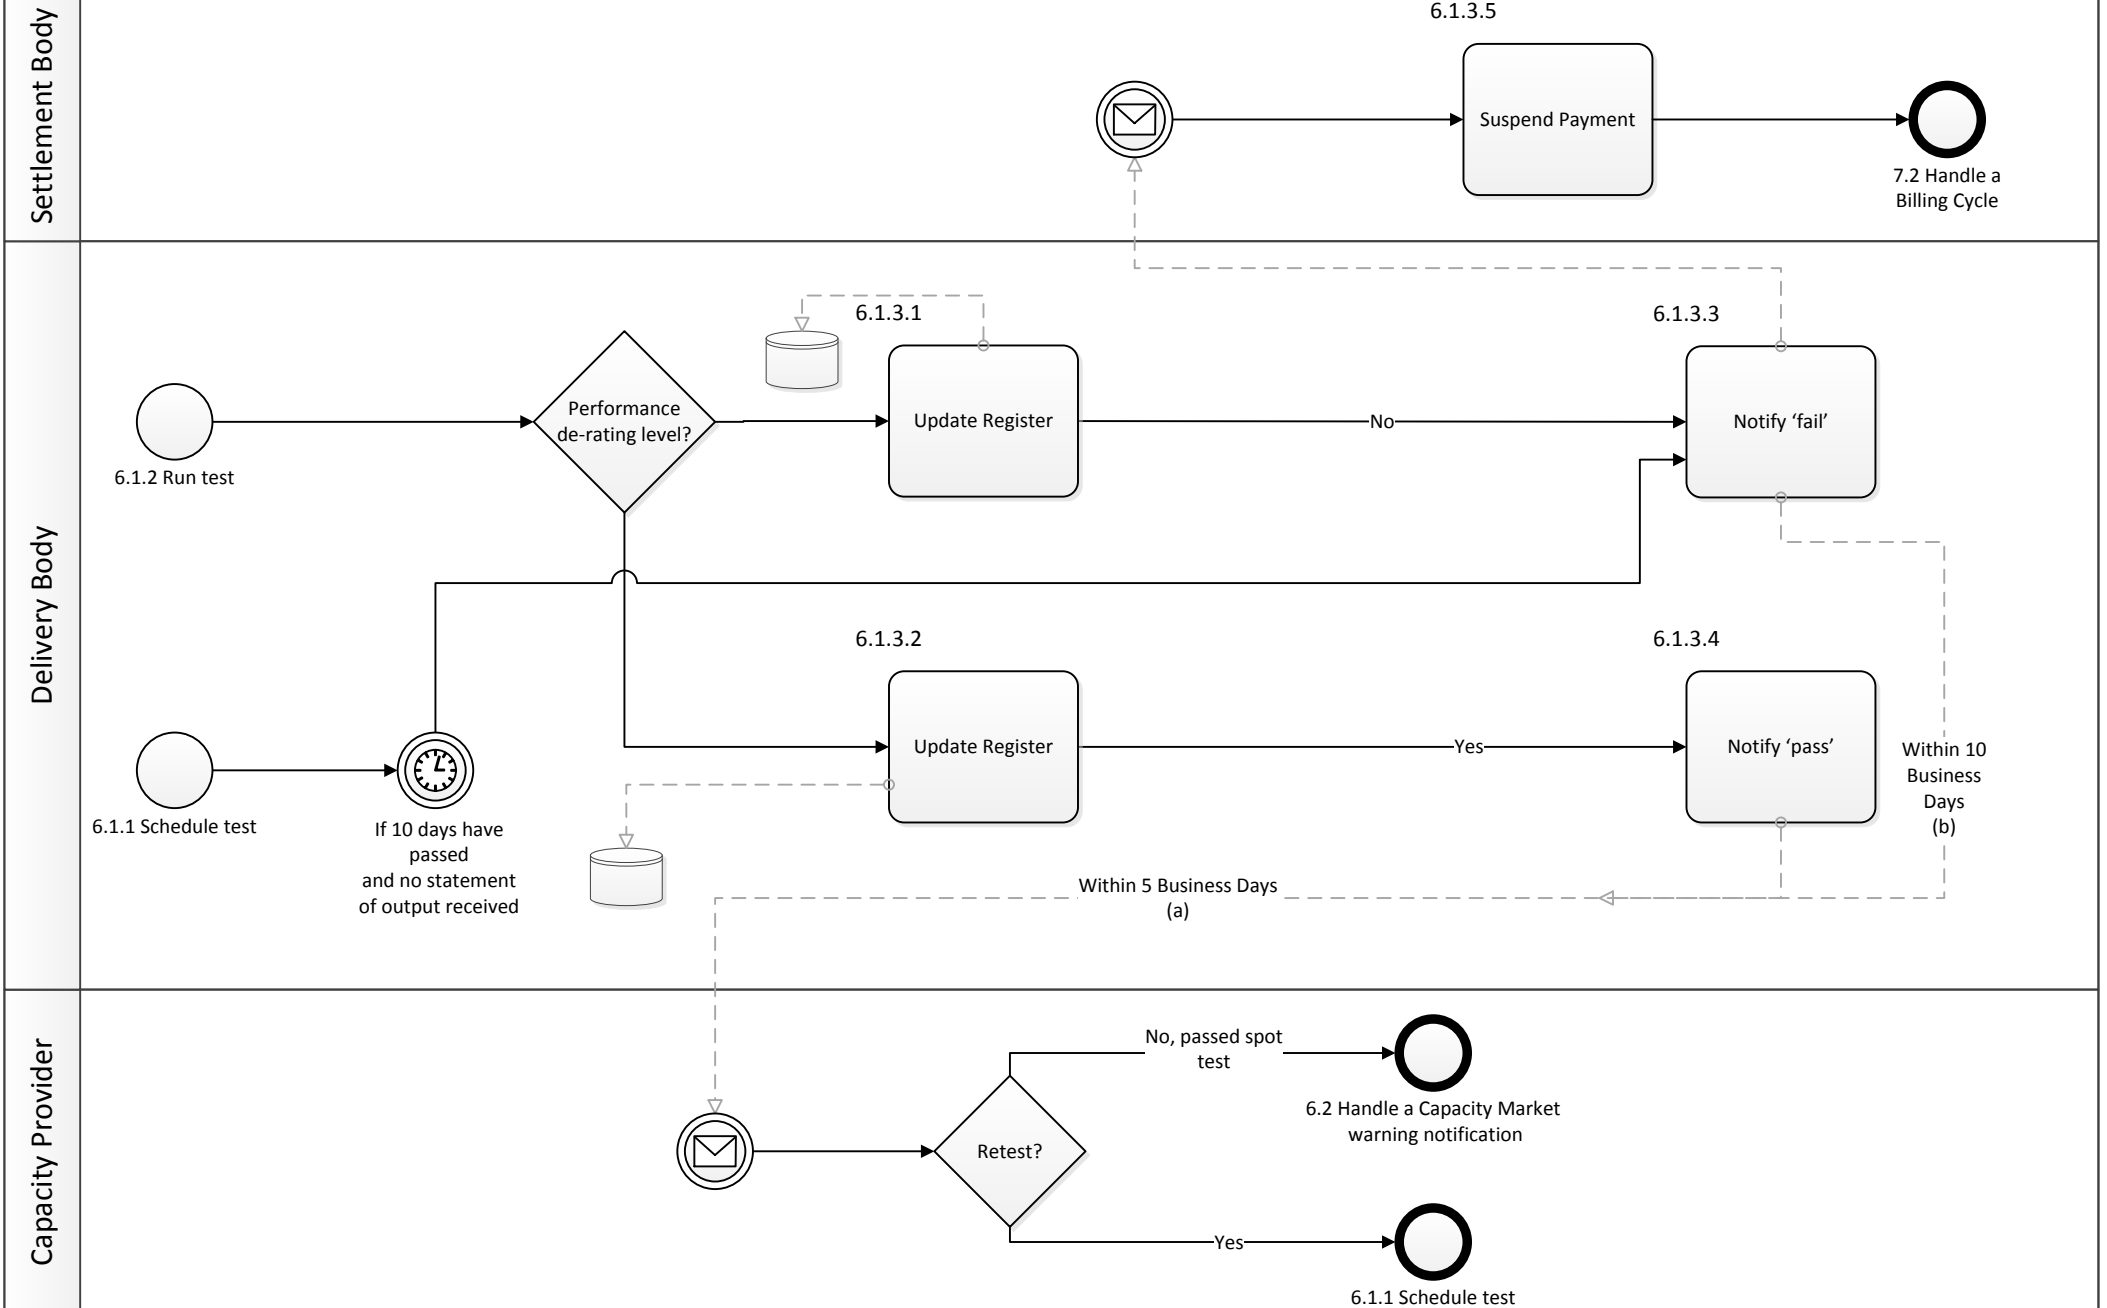 Settlement Body
6.1.3.5
Suspend Payment
7.2 Handle a
Billing Cycle
Delivery Body
6.1.3.1
6.1.3.3
Performance
de-rating level?
Update Register
No
Notify ‘fail’
6.1.2 Run test
6.1.3.2
6.1.3.4
Update Register
Yes
Notify ‘pass’
Within 10
Business
Days
(b)
6.1.1 Schedule test
If 10 days have
passed
and no statement
of output received
Within 5 Business Days
(a)
Capacity Provider
No, passed spot
test
6.2 Handle a Capacity Market
warning notification
Retest?
Yes
6.1.1 Schedule test